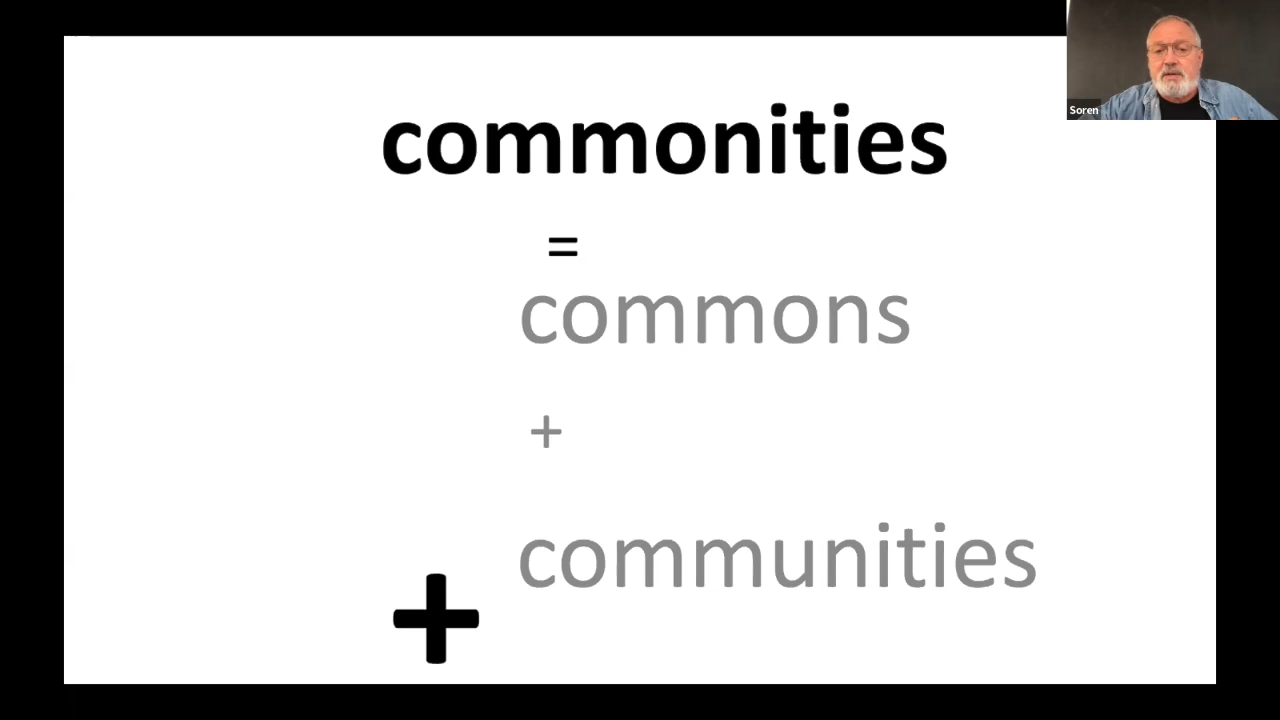 Soren
commonities
=
commons
+
communities
+